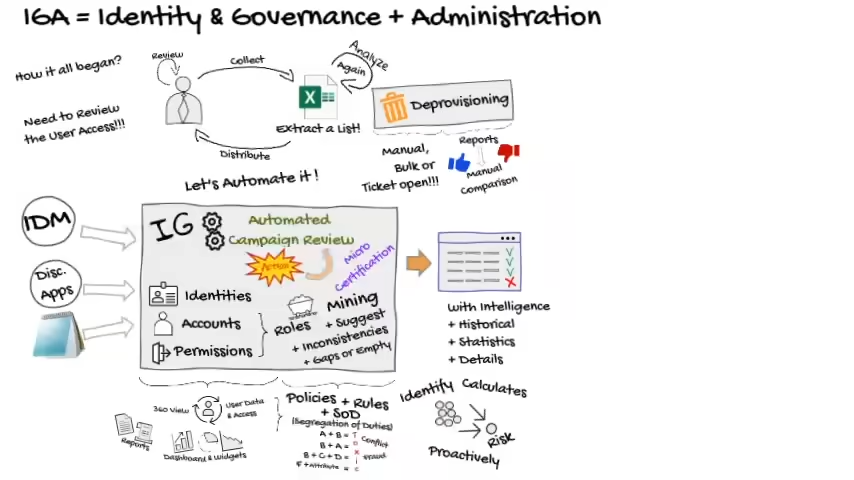 IGA = Identity & Governance + Administration
How it all began?
Need to Review
the User Access!!!
Review
Collect
Distribute
Extract a List!
Analyze
Again
Deprovisioning
Manual,
Bulk or
Ticket open!!!
Reports
Manual
Comparison
Let's Automate it!
IDM
Disc.
Apps
IG
Automated
Campaign Review
Action
Micro
Certification
Identities
Accounts
Permissions
Roles
Mining
+ Suggest
+ Inconsistencies
+ Gaps or Empty
with Intelligence
+ Historical
+ Statistics
+ Details
360 View
User Data
& Access
Reports
Dashboard & Widgets
Policies + Rules
+ SoD
(Segregation of Duties)
A + B =
B + A =
B + C + D =
F + Attribute =
Conflict
Fraud
Identify Calculates
Risk
Proactively